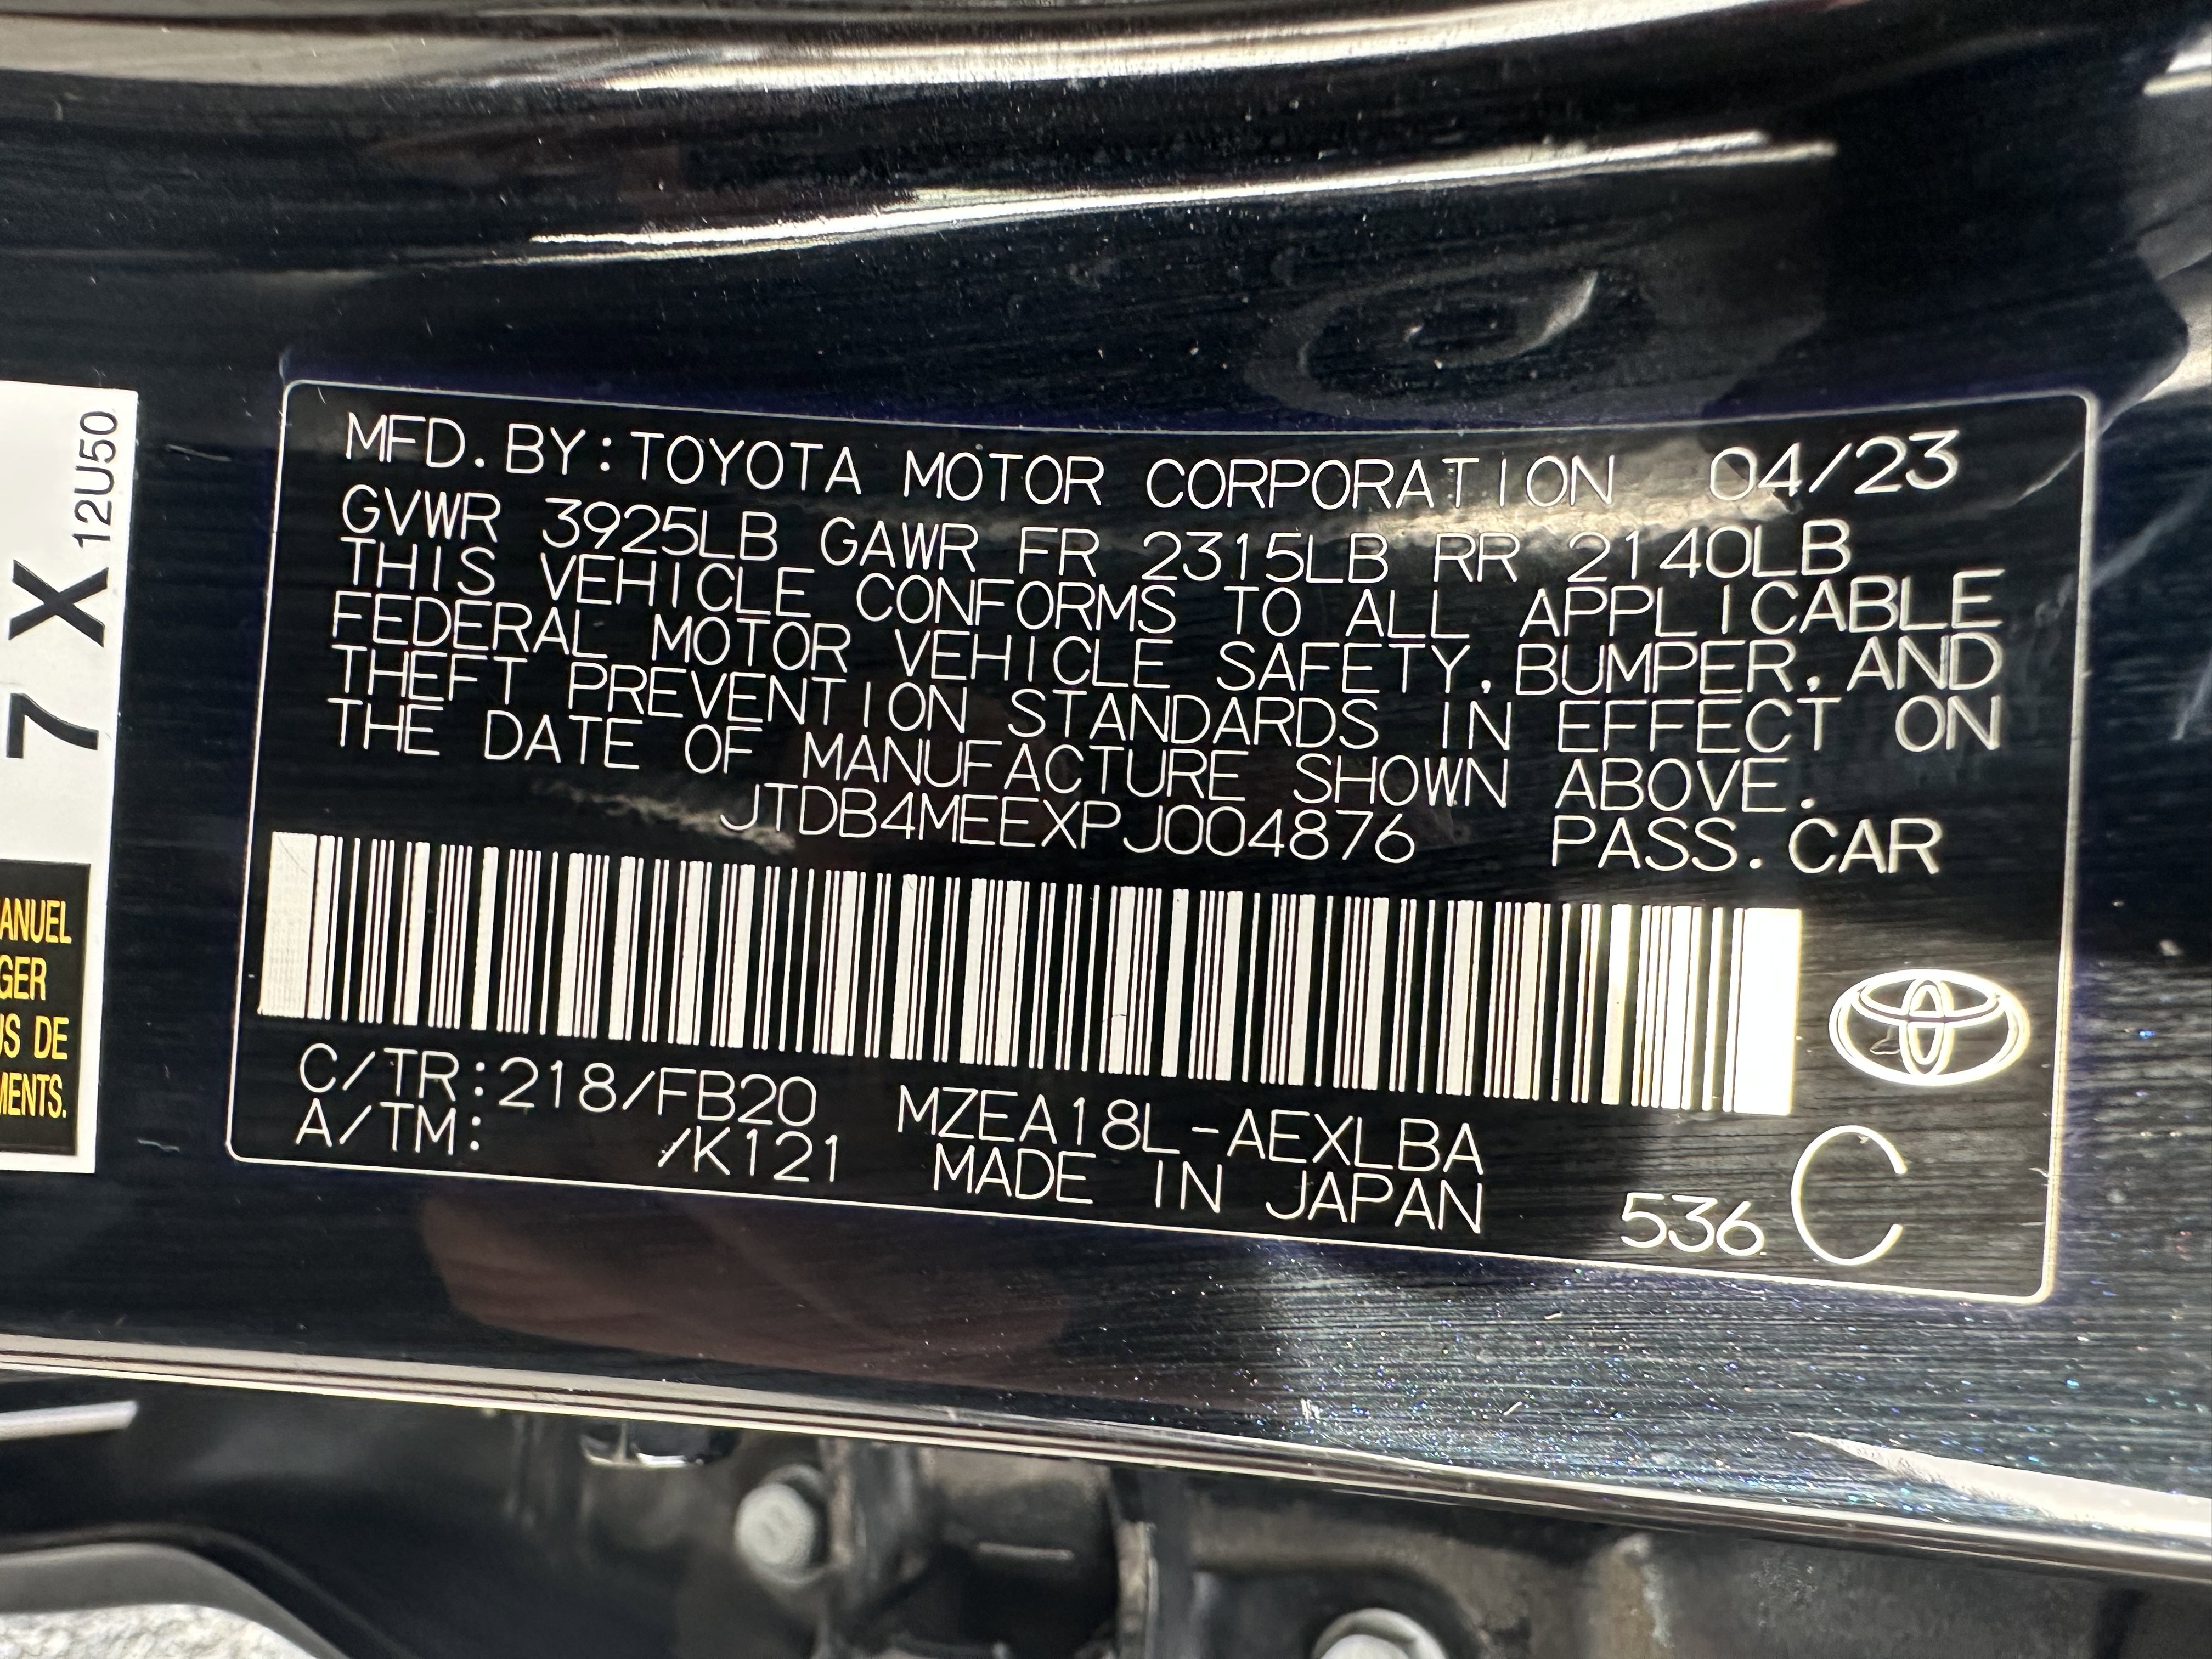 MFD.BY:TOYOTA MOTOR CORPORATION 04/23
GVWR 3925LB GAWR FR 2315LB RR 2140LB
THIS VEHICLE CONFORMS TO ALL APPLICABLE
FEDERAL MOTOR VEHICLE SAFETY, BUMPER, AND
THEFT PREVENTION STANDARDS IN EFFECT ON
THE DATE OF MANUFACTURE SHOWN ABOVE.
JTDB4MEEXPJ004876 PASS.CAR
C/TR:218/FB20 MZEA18L-AEXLBA
A/TM: /K121 MADE IN JAPAN 536 C
7X 12U50
ANUEL
GER
US DE
MENTS.